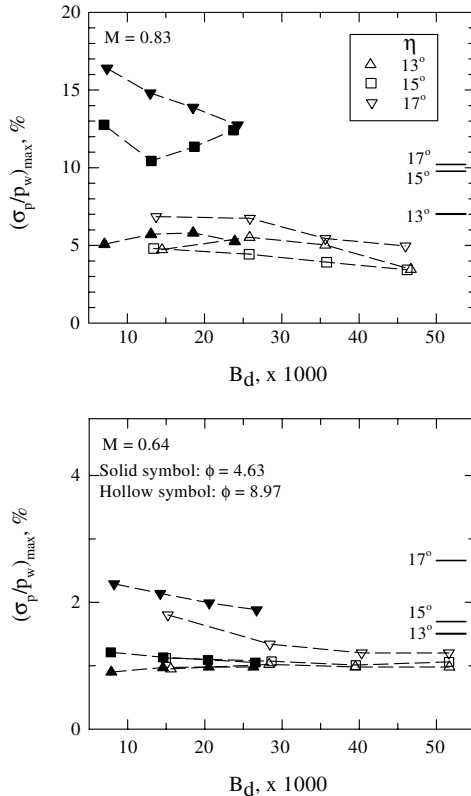 20
M = 0.83
η
13°
15°
17°
15
(σp/pw)max, %
10
17°
15°
13°
5
0
10 20 30 40 50
Bd, x 1000
M = 0.64
4
Solid symbol: ϕ = 4.63
Hollow symbol: ϕ = 8.97
(σp/pw)max, %
17°
2
15°
13°
0
10 20 30 40 50
Bd, x 1000